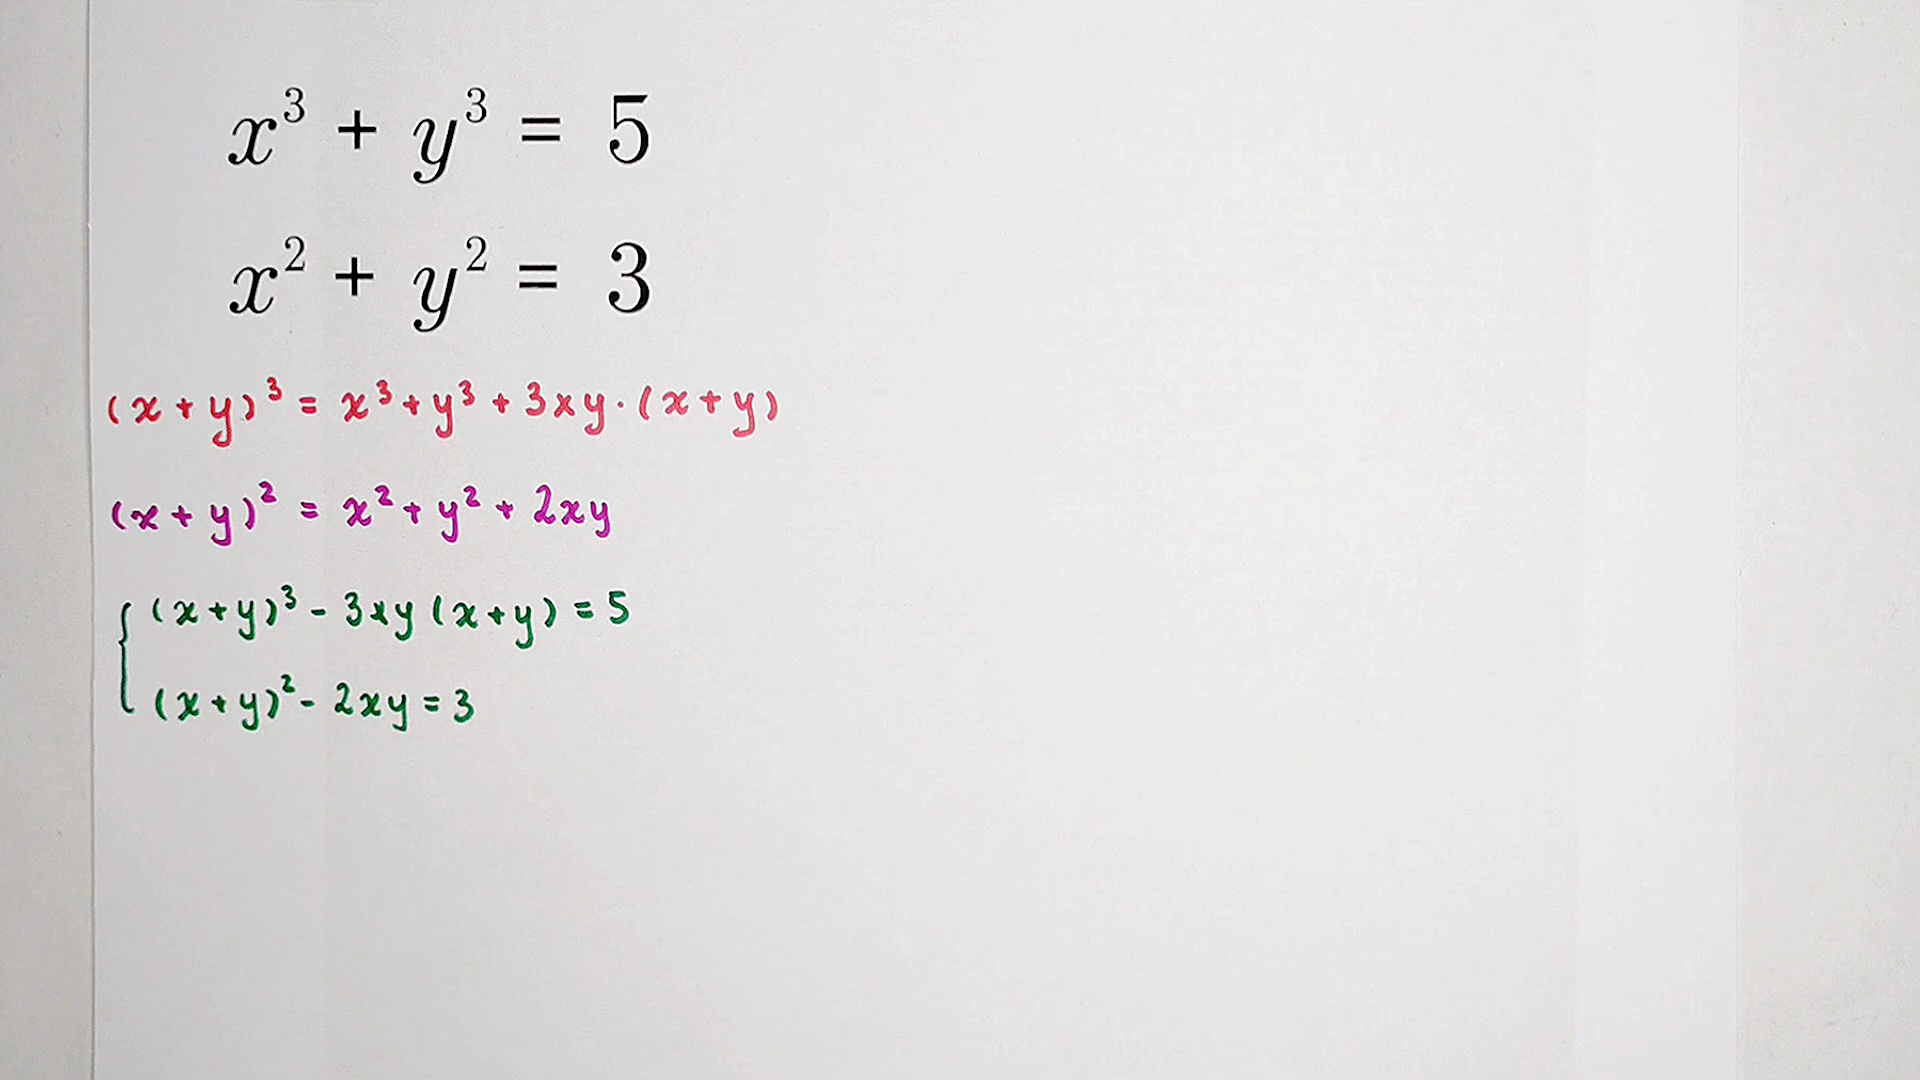 x³ + y³ = 5
x² + y² = 3
(x+y)³ = x³+y³+3xy·(x+y)
(x+y)² = x²+y²+2xy
{ (x+y)³ - 3xy(x+y) = 5
(x+y)² - 2xy = 3